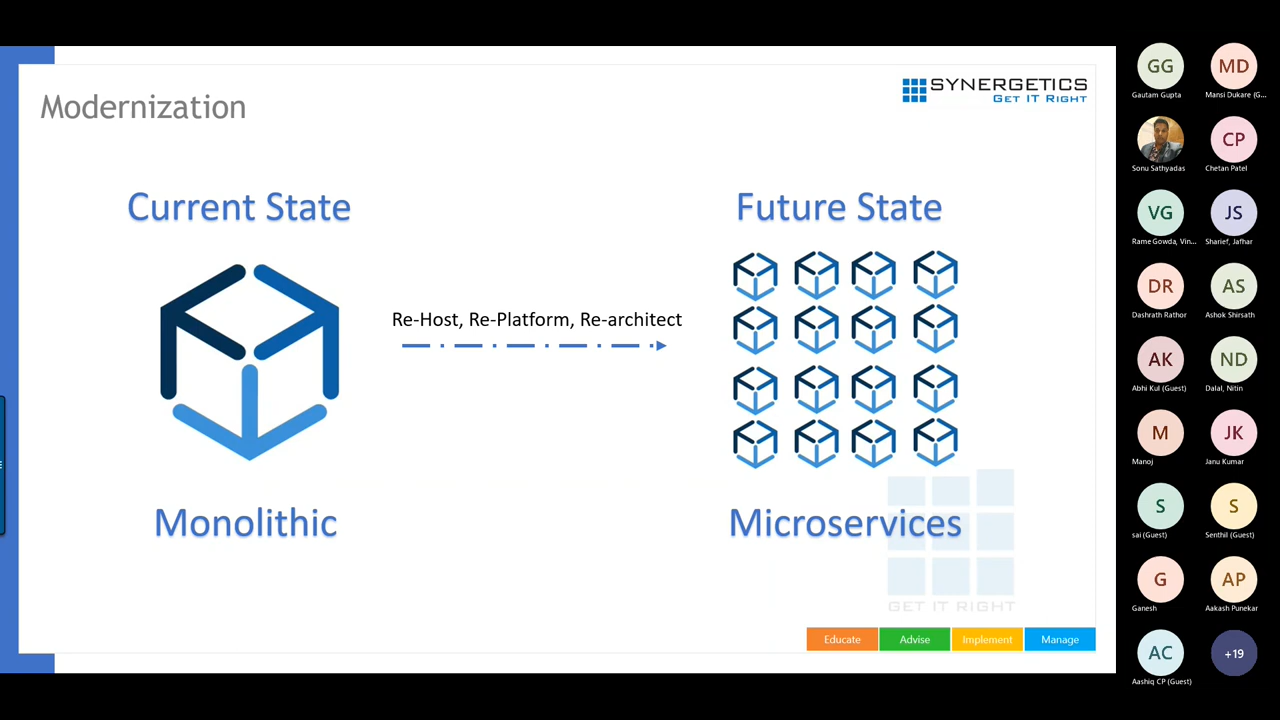 Modernization
SYNERGETICS
GET IT RIGHT
Current State
Future State
Re-Host, Re-Platform, Re-architect
Monolithic
Microservices
GET IT RIGHT
Educate
Advise
Implement
Manage
GG
Gautam Gupta
MD
Mansi Dukare (G...
Sonu Sathyadas
CP
Chetan Patel
VG
Rame Gowda, Vin...
JS
Sharief, Jafhar
DR
Dashrath Rathor
AS
Ashok Shirsath
AK
Abhi Kul (Guest)
ND
Dalal, Nitin
M
Manoj
JK
Janu Kumar
S
sai (Guest)
S
Senthil (Guest)
G
Ganesh
AP
Aakash Punekar
AC
Aashiq CP (Guest)
+19